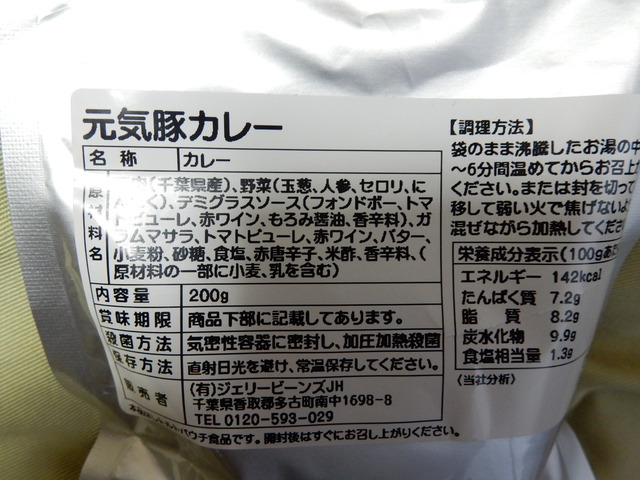 元気豚カレー
名称 カレー
原材料名 肉(千葉県産)、野菜(玉葱、人参、セロリ、に
く)、デミグラスソース(フォンドボー、トマ
トピューレ、赤ワイン、もろみ醤油、香辛料)、ガ
ラムマサラ、トマトピューレ、赤ワイン、バター、
小麦粉、砂糖、食塩、赤唐辛子、米酢、香辛料、(
原材料の一部に小麦、乳を含む)
内容量 200g
賞味期限 商品下部に記載してあります。
殺菌方法 気密性容器に密封し、加圧加熱殺菌
保存方法 直射日光を避け、常温保存してください。
販売者 (有)ジェリービーンズJH
千葉県香取郡多古町南中1698-8
TEL 0120-593-029
パウチ食品です。開封後はすぐにお召し上がりください。
【調理方法】
袋のまま沸騰したお湯の中
～6分間温めてからお召上
ください。または封を切って
移して弱い火で焦げないよ
混ぜながら加熱してくださ
栄養成分表示(100gあた
エネルギー 142kcal
たんぱく質 7.2g
脂質 8.2g
炭水化物 9.9g
食塩相当量 1.3g
(当社分析)